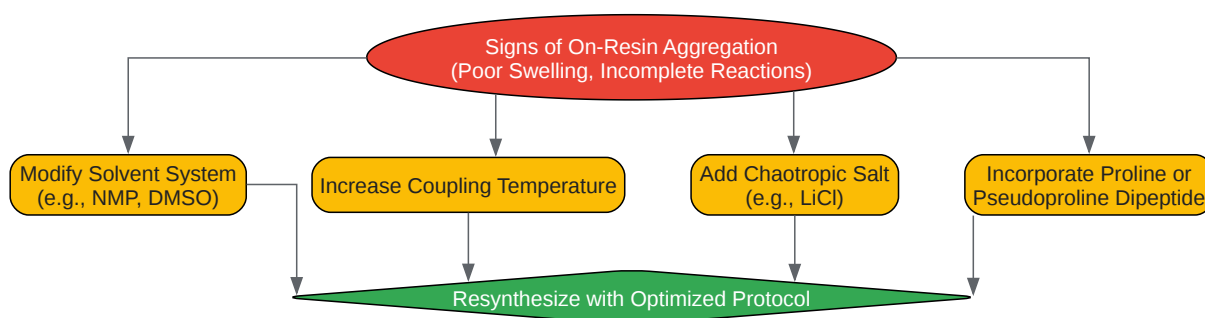 Signs of On-Resin Aggregation
(Poor Swelling, Incomplete Reactions)
Modify Solvent System
(e.g., NMP, DMSO)
Increase Coupling Temperature
Add Chaotropic Salt
(e.g., LiCl)
Incorporate Proline or
Pseudoproline Dipeptide
Resynthesize with Optimized Protocol